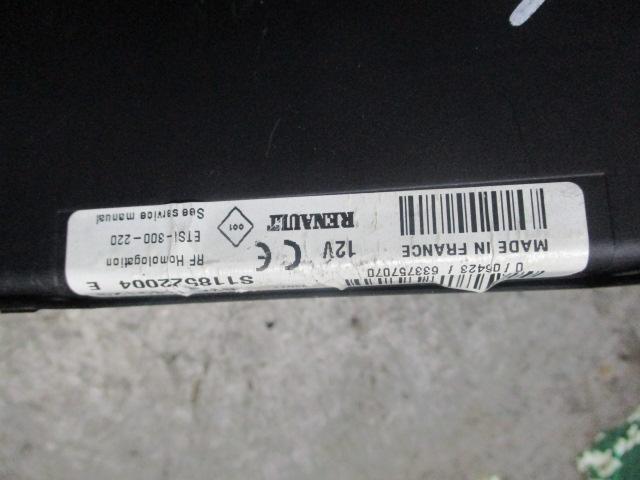 S118522004 E
0 / 05423 / 633757070
RF Homologation
ETSi-300-220
See service manual
001
12V CE
RENAULT
MADE IN FRANCE